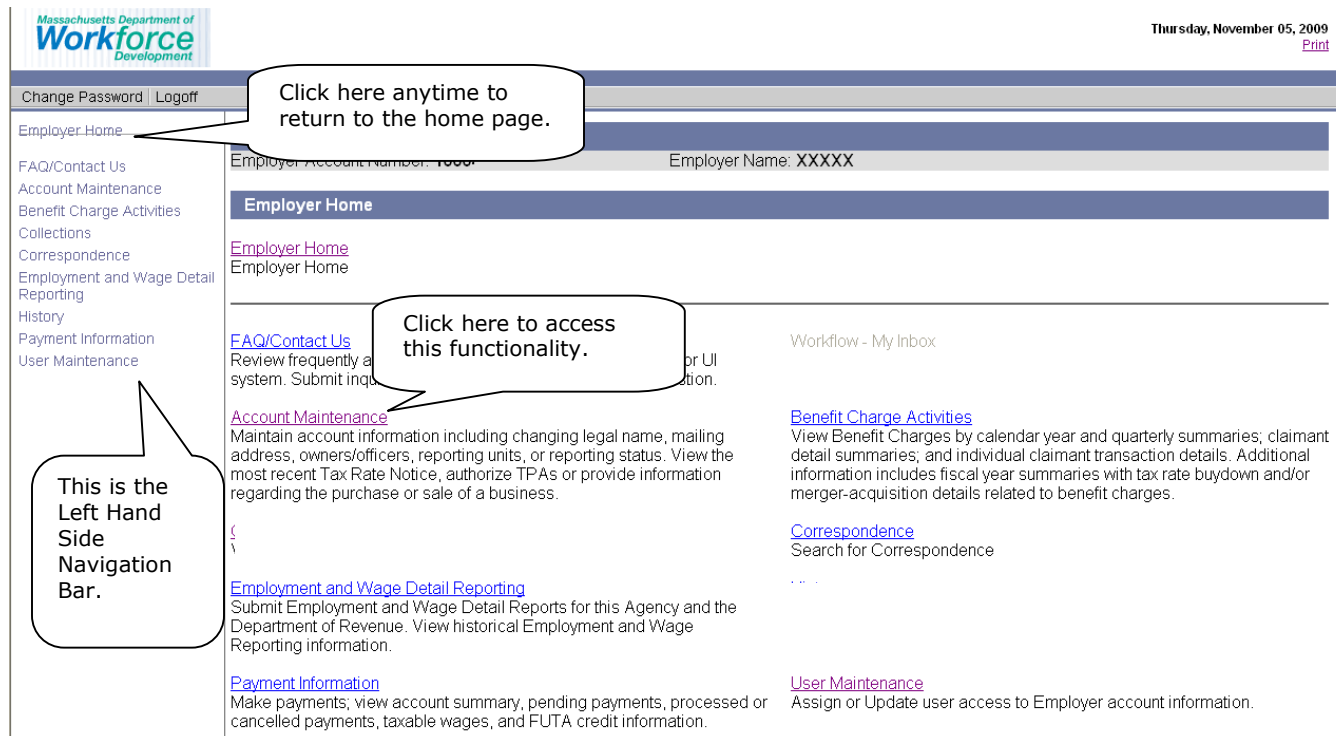 Massachusetts Department of
Workforce
Development
Thursday, November 05, 2009
Print
Change Password Logoff
Click here anytime to
return to the home page.
Employer Home
FAQ/Contact Us
Account Maintenance
Benefit Charge Activities
Collections
Correspondence
Employment and Wage Detail
Reporting
History
Payment Information
User Maintenance
This is the
Left Hand
Side
Navigation
Bar.
Employer Account Number: Employer Name: XXXXX
Employer Home
Employer Home
Employer Home
Click here to access
this functionality.
FAQ/Contact Us
Review frequently or UI
system. Submit
Workflow - My Inbox
Account Maintenance
Maintain account information including changing legal name, mailing
address, owners/officers, reporting units, or reporting status. View the
most recent Tax Rate Notice, authorize TPAs or provide information
regarding the purchase or sale of a business.
Benefit Charge Activities
View Benefit Charges by calendar year and quarterly summaries; claimant
detail summaries; and individual claimant transaction details. Additional
information includes fiscal year summaries with tax rate buydown and/or
merger-acquisition details related to benefit charges.
Correspondence
Search for Correspondence
Employment and Wage Detail Reporting
Submit Employment and Wage Detail Reports for this Agency and the
Department of Revenue. View historical Employment and Wage
Reporting information.
Payment Information
Make payments; view account summary, pending payments, processed or
cancelled payments, taxable wages, and FUTA credit information.
User Maintenance
Assign or Update user access to Employer account information.